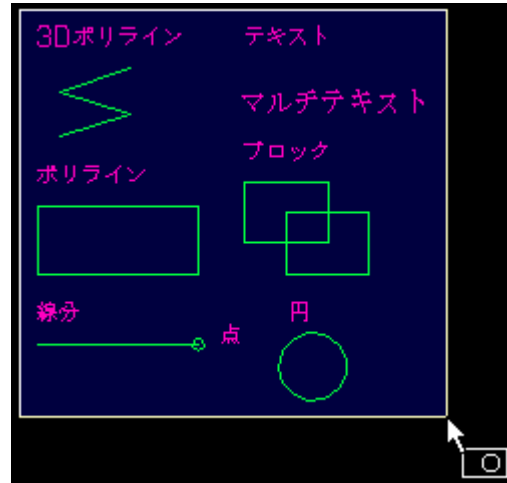 3Dポリライン
テキスト
マルチテキスト
ブロック
ポリライン
線分
点
円